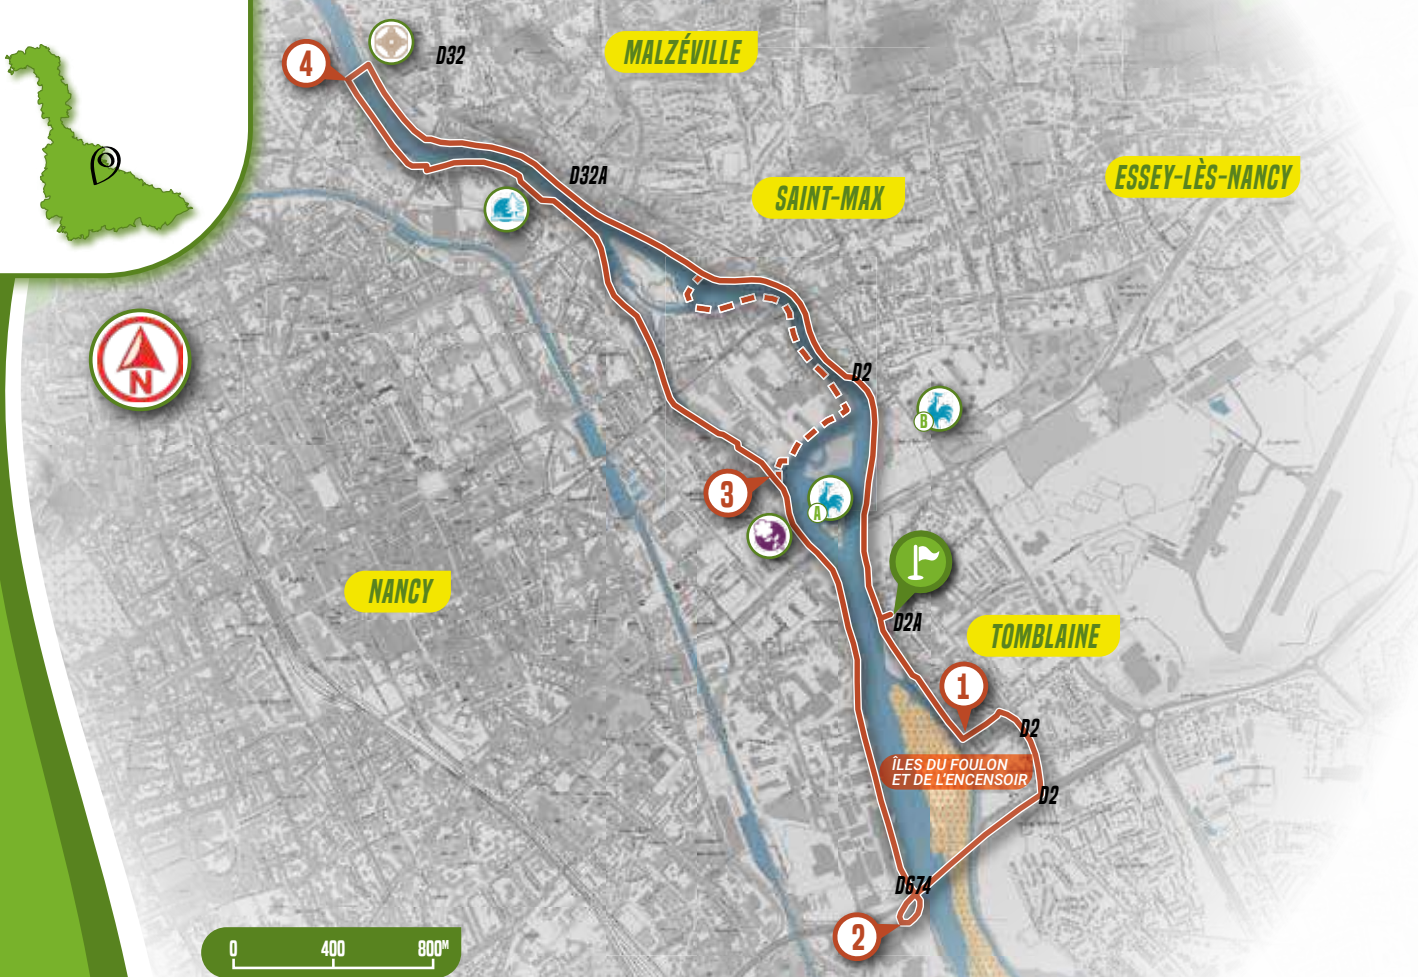 4
D32
MALZÉVILLE
D32A
SAINT-MAX
ESSEY-LÈS-NANCY
N
D2
B
3
A
NANCY
D2A
TOMBLAINE
1
D2
ÎLES DU FOULON
ET DE L'ENCENSOIR
D2
D674
2
0 400 800M